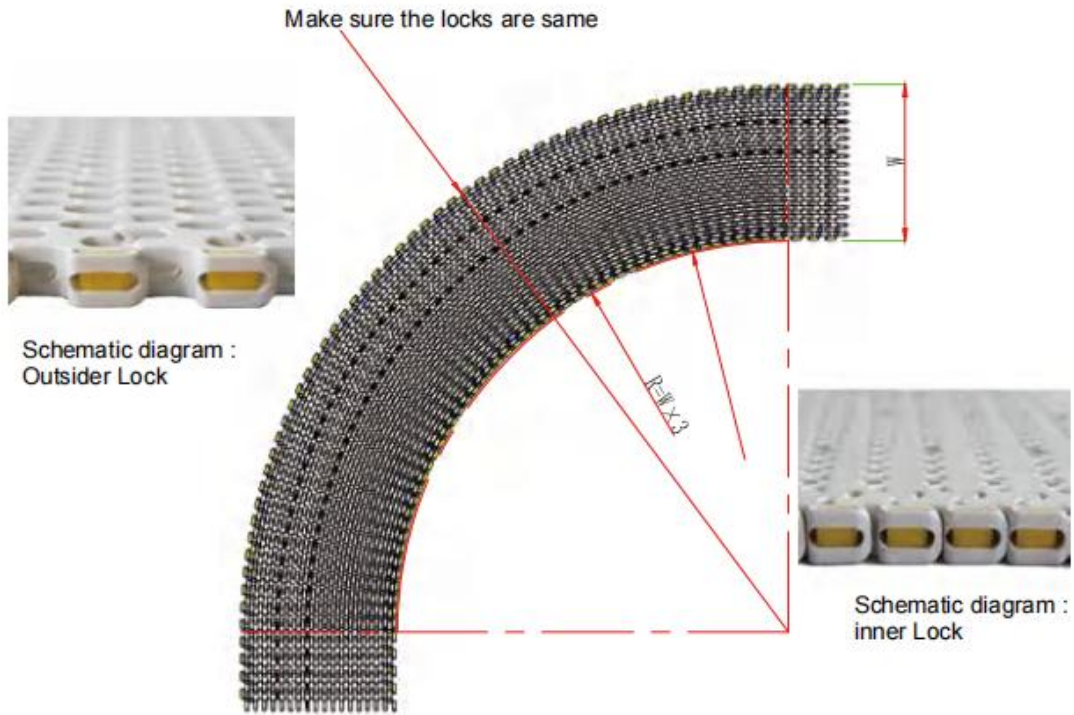 Make sure the locks are same
W
Schematic diagram :
Outsider Lock
R=W×3
Schematic diagram :
inner Lock